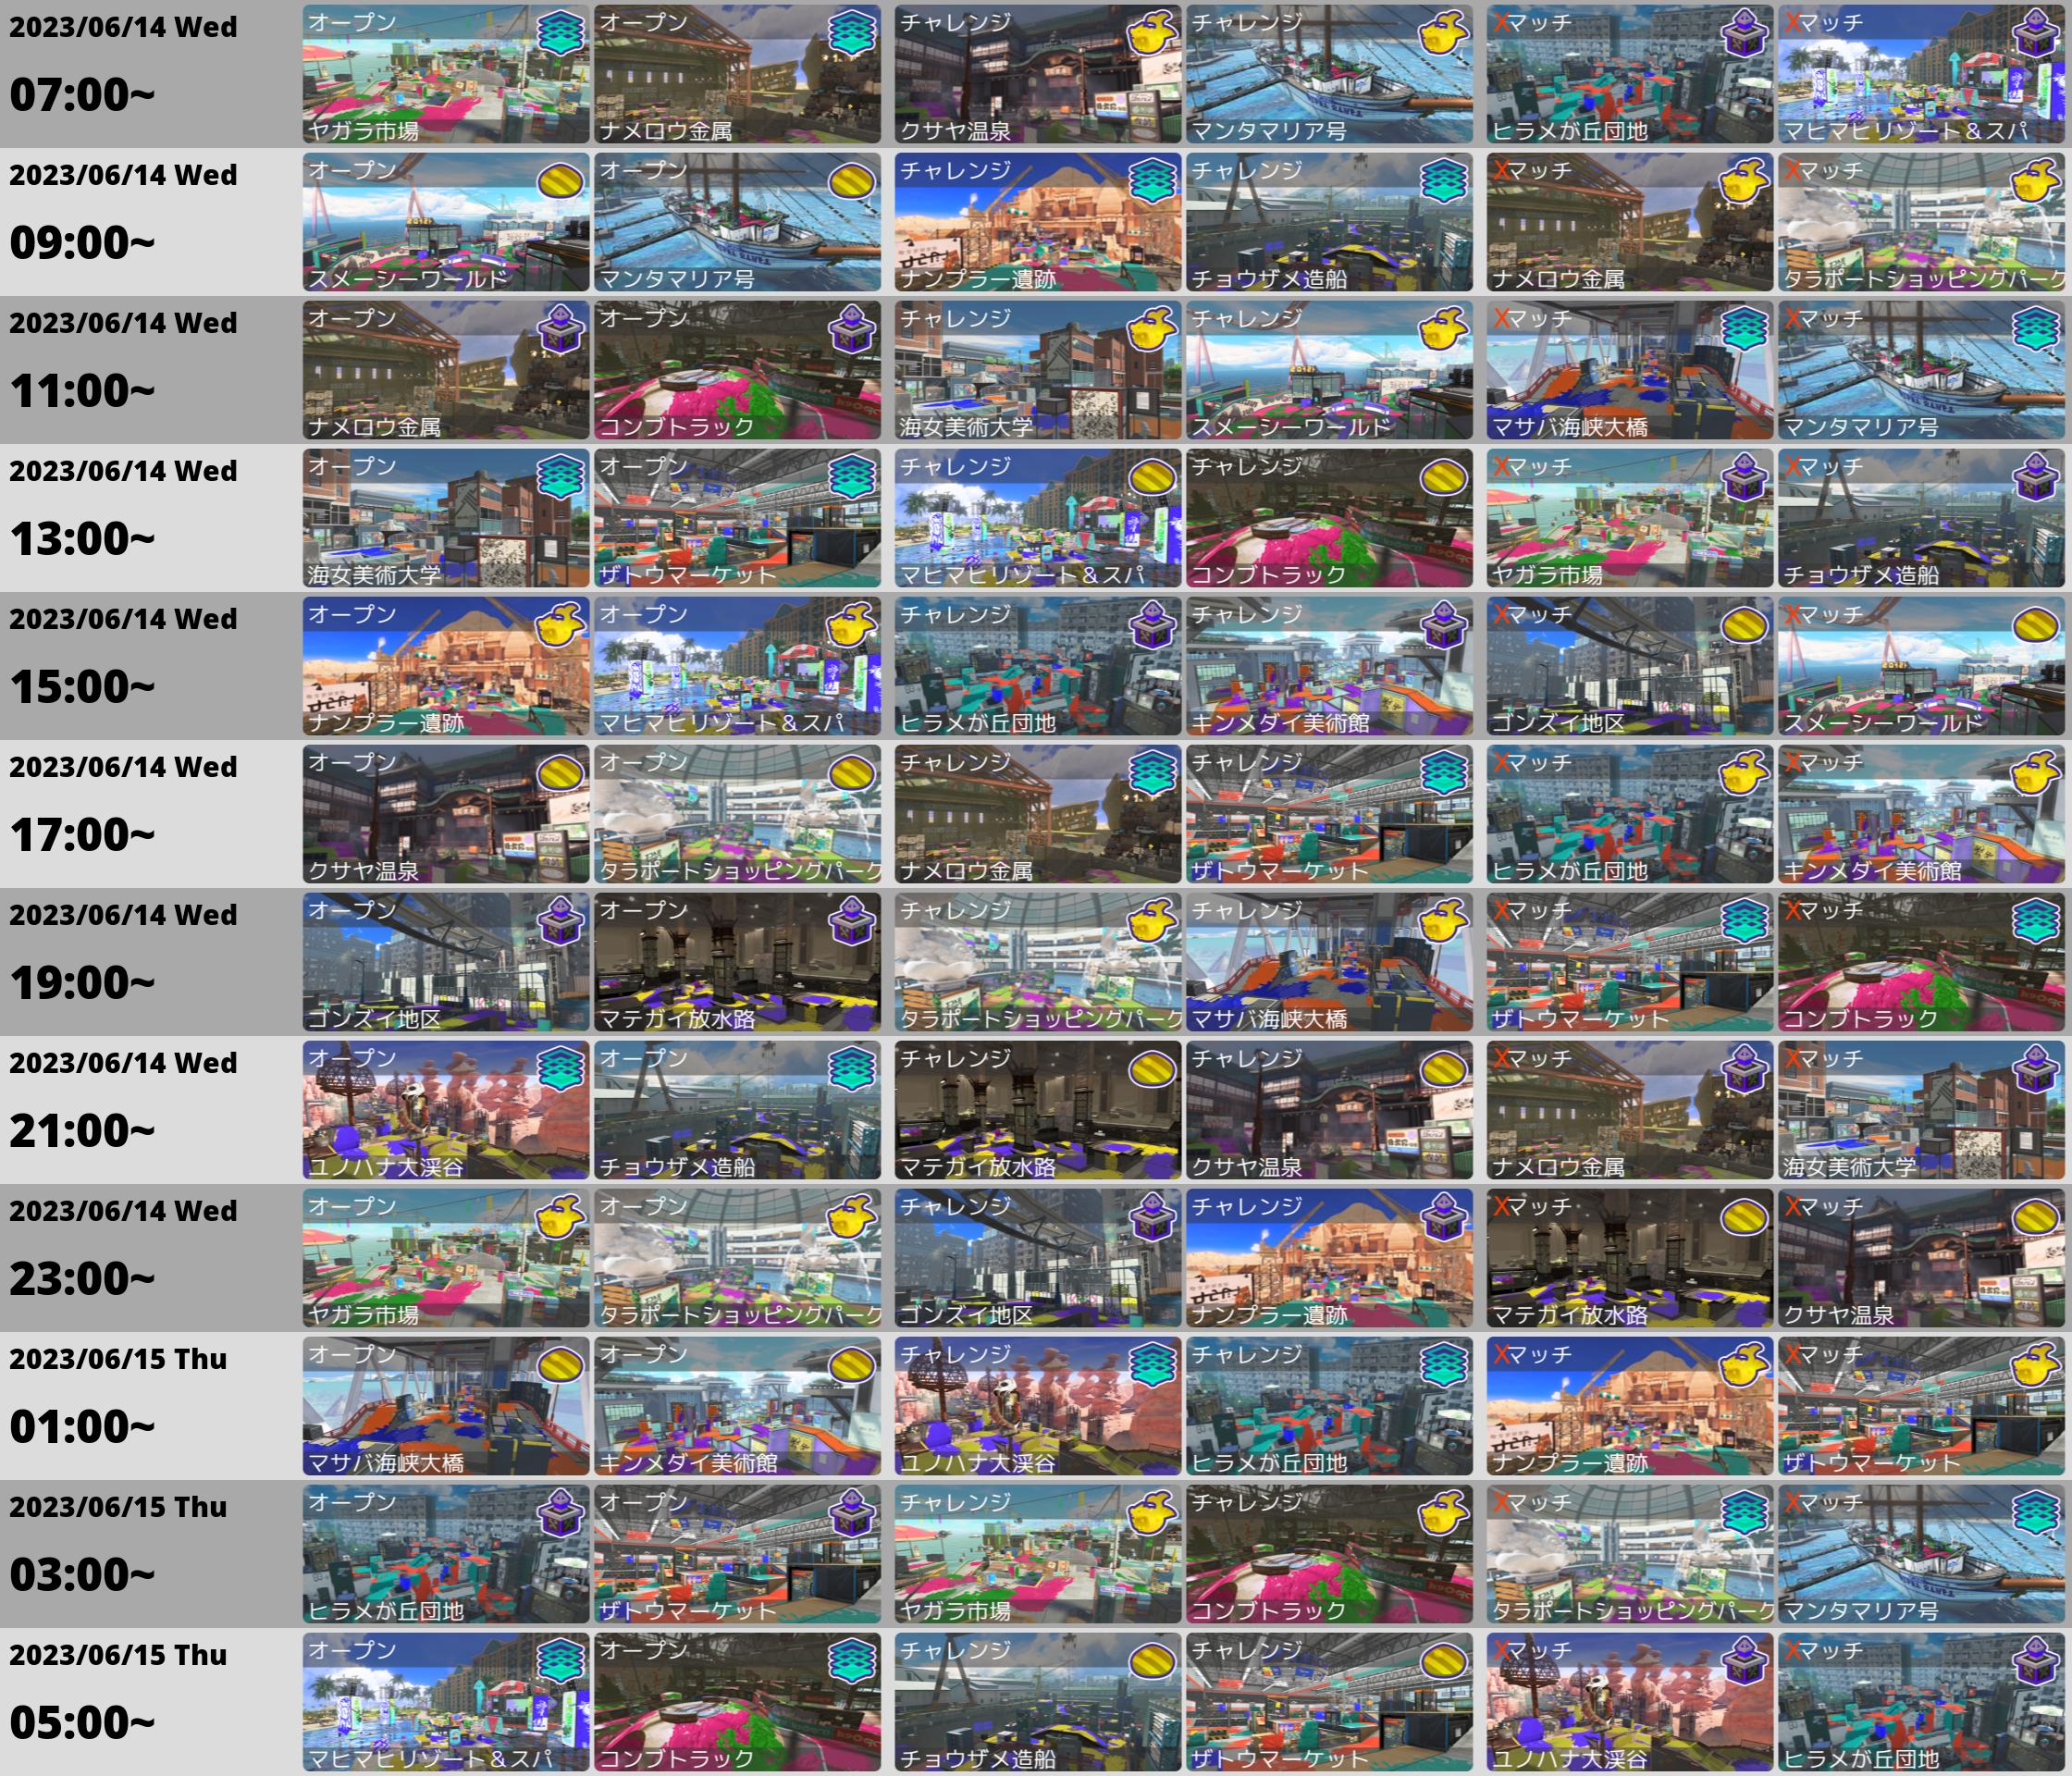 2023/06/14 Wed
07:00~
オープン オープン チャレンジ チャレンジ Xマッチ Xマッチ
ヤガラ市場 ナメロウ金属 クサヤ温泉 マンタマリア号 ヒラメが丘団地 マヒマヒリゾート＆スパ
2023/06/14 Wed
09:00~
オープン オープン チャレンジ チャレンジ Xマッチ Xマッチ
スメーシーワールド マンタマリア号 ナンプラー遺跡 チョウザメ造船 ナメロウ金属 タラポートショッピングパーク
2023/06/14 Wed
11:00~
オープン オープン チャレンジ チャレンジ Xマッチ Xマッチ
ナメロウ金属 コンブトラック 海女美術大学 スメーシーワールド マサバ海峡大橋 マンタマリア号
2023/06/14 Wed
13:00~
オープン オープン チャレンジ チャレンジ Xマッチ Xマッチ
海女美術大学 ザトウマーケット マヒマヒリゾート＆スパ コンブトラック ヤガラ市場 チョウザメ造船
2023/06/14 Wed
15:00~
オープン オープン チャレンジ チャレンジ Xマッチ Xマッチ
ナンプラー遺跡 マヒマヒリゾート＆スパ ヒラメが丘団地 キンメダイ美術館 ゴンズイ地区 スメーシーワールド
2023/06/14 Wed
17:00~
オープン オープン チャレンジ チャレンジ Xマッチ Xマッチ
クサヤ温泉 タラポートショッピングパーク ナメロウ金属 ザトウマーケット ヒラメが丘団地 キンメダイ美術館
2023/06/14 Wed
19:00~
オープン オープン チャレンジ チャレンジ Xマッチ Xマッチ
ゴンズイ地区 マテガイ放水路 タラポートショッピングパーク マサバ海峡大橋 ザトウマーケット コンブトラック
2023/06/14 Wed
21:00~
オープン オープン チャレンジ チャレンジ Xマッチ Xマッチ
ユノハナ大渓谷 チョウザメ造船 マテガイ放水路 クサヤ温泉 ナメロウ金属 海女美術大学
2023/06/14 Wed
23:00~
オープン オープン チャレンジ チャレンジ Xマッチ Xマッチ
ヤガラ市場 タラポートショッピングパーク ゴンズイ地区 ナンプラー遺跡 マテガイ放水路 クサヤ温泉
2023/06/15 Thu
01:00~
オープン オープン チャレンジ チャレンジ Xマッチ Xマッチ
マサバ海峡大橋 キンメダイ美術館 ユノハナ大渓谷 ヒラメが丘団地 ナンプラー遺跡 ザトウマーケット
2023/06/15 Thu
03:00~
オープン オープン チャレンジ チャレンジ Xマッチ Xマッチ
ヒラメが丘団地 ザトウマーケット ヤガラ市場 コンブトラック タラポートショッピングパーク マンタマリア号
2023/06/15 Thu
05:00~
オープン オープン チャレンジ チャレンジ Xマッチ Xマッチ
マヒマヒリゾート＆スパ コンブトラック チョウザメ造船 ザトウマーケット ユノハナ大渓谷 ヒラメが丘団地